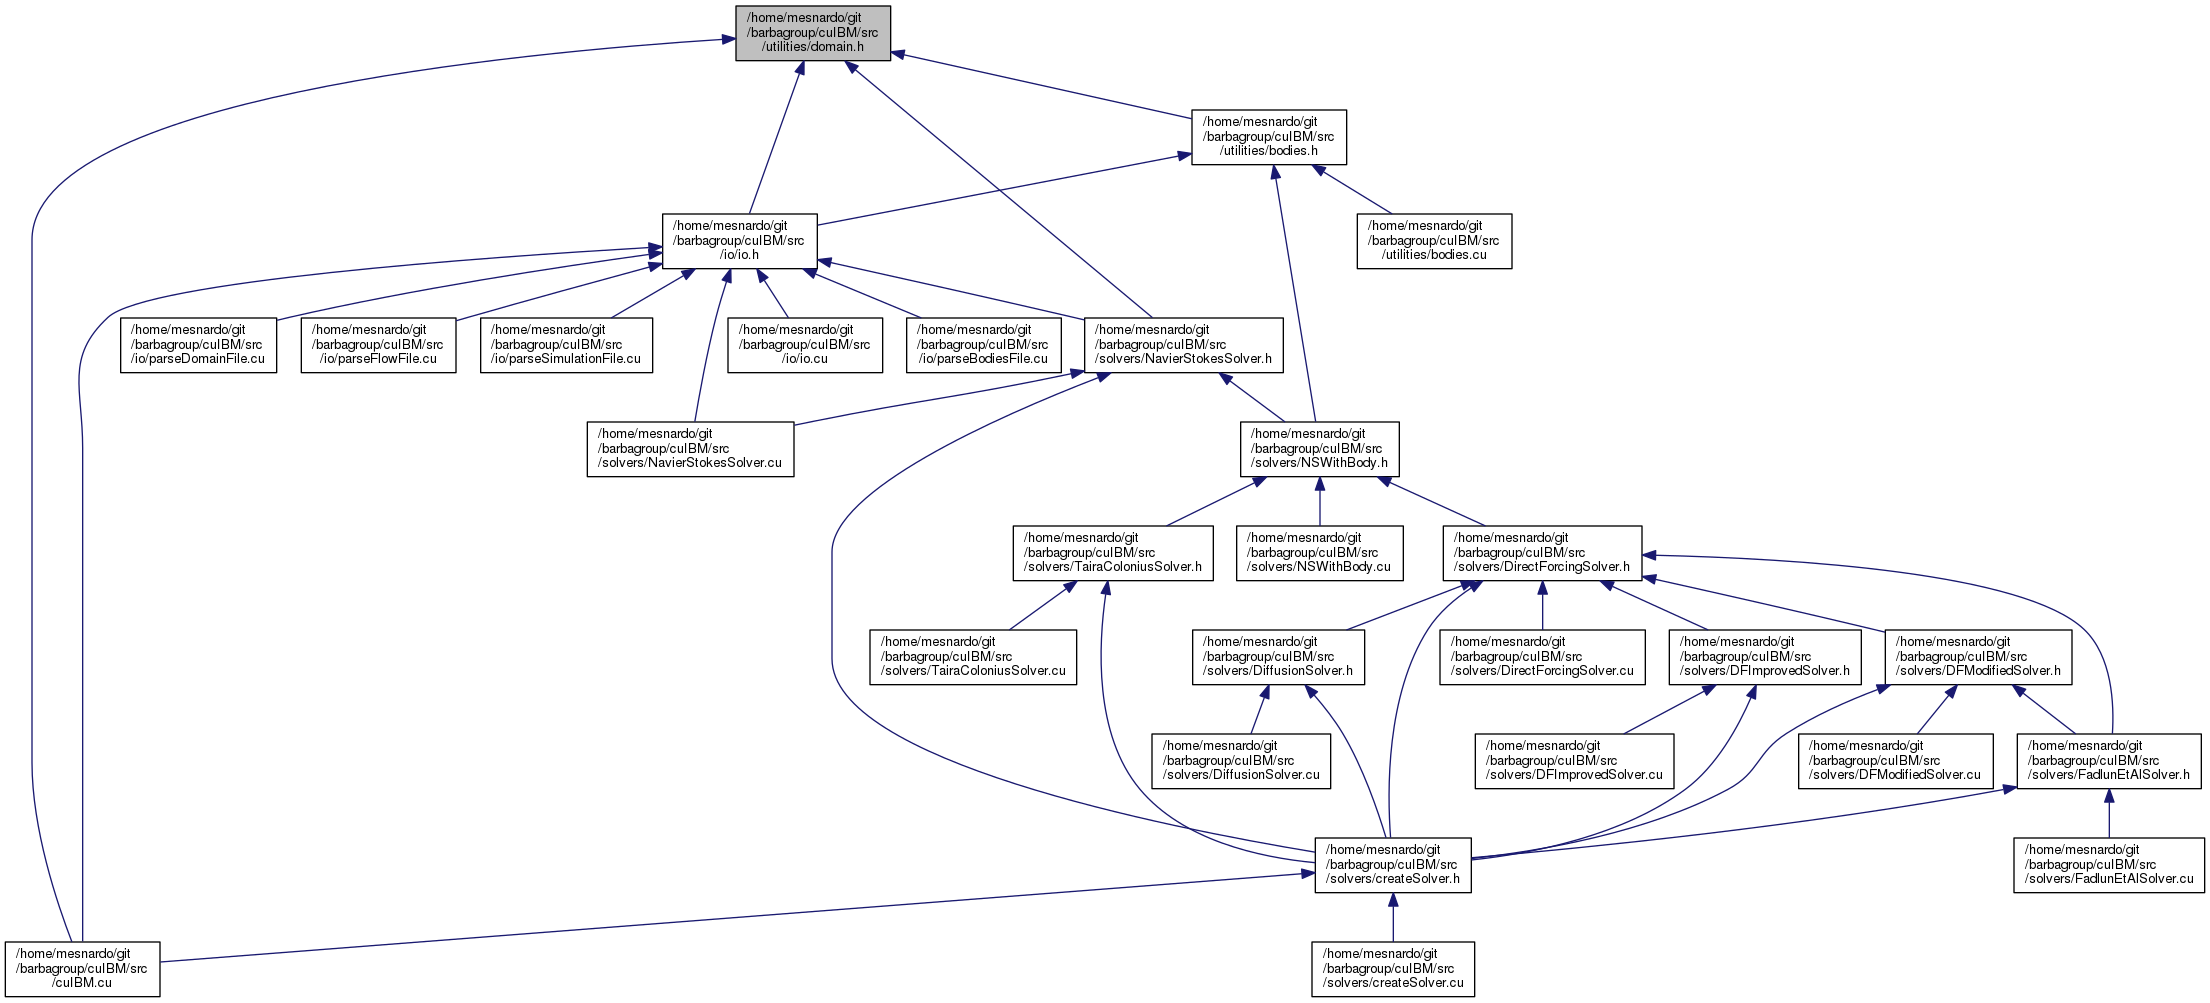 /home/mesnardo/git
/barbagroup/cuIBM/src
/utilities/domain.h
/home/mesnardo/git
/barbagroup/cuIBM/src
/utilities/bodies.h
/home/mesnardo/git
/barbagroup/cuIBM/src
/io/io.h
/home/mesnardo/git
/barbagroup/cuIBM/src
/utilities/bodies.cu
/home/mesnardo/git
/barbagroup/cuIBM/src
/io/parseDomainFile.cu
/home/mesnardo/git
/barbagroup/cuIBM/src
/io/parseFlowFile.cu
/home/mesnardo/git
/barbagroup/cuIBM/src
/io/parseSimulationFile.cu
/home/mesnardo/git
/barbagroup/cuIBM/src
/io/io.cu
/home/mesnardo/git
/barbagroup/cuIBM/src
/io/parseBodiesFile.cu
/home/mesnardo/git
/barbagroup/cuIBM/src
/solvers/NavierStokesSolver.h
/home/mesnardo/git
/barbagroup/cuIBM/src
/solvers/NavierStokesSolver.cu
/home/mesnardo/git
/barbagroup/cuIBM/src
/solvers/NSWithBody.h
/home/mesnardo/git
/barbagroup/cuIBM/src
/solvers/TairaColoniusSolver.h
/home/mesnardo/git
/barbagroup/cuIBM/src
/solvers/NSWithBody.cu
/home/mesnardo/git
/barbagroup/cuIBM/src
/solvers/DirectForcingSolver.h
/home/mesnardo/git
/barbagroup/cuIBM/src
/solvers/TairaColoniusSolver.cu
/home/mesnardo/git
/barbagroup/cuIBM/src
/solvers/DiffusionSolver.h
/home/mesnardo/git
/barbagroup/cuIBM/src
/solvers/DirectForcingSolver.cu
/home/mesnardo/git
/barbagroup/cuIBM/src
/solvers/DFImprovedSolver.h
/home/mesnardo/git
/barbagroup/cuIBM/src
/solvers/DFModifiedSolver.h
/home/mesnardo/git
/barbagroup/cuIBM/src
/solvers/DiffusionSolver.cu
/home/mesnardo/git
/barbagroup/cuIBM/src
/solvers/DFImprovedSolver.cu
/home/mesnardo/git
/barbagroup/cuIBM/src
/solvers/DFModifiedSolver.cu
/home/mesnardo/git
/barbagroup/cuIBM/src
/solvers/FadlunEtAlSolver.h
/home/mesnardo/git
/barbagroup/cuIBM/src
/solvers/createSolver.h
/home/mesnardo/git
/barbagroup/cuIBM/src
/solvers/FadlunEtAlSolver.cu
/home/mesnardo/git
/barbagroup/cuIBM/src
/cuIBM.cu
/home/mesnardo/git
/barbagroup/cuIBM/src
/solvers/createSolver.cu